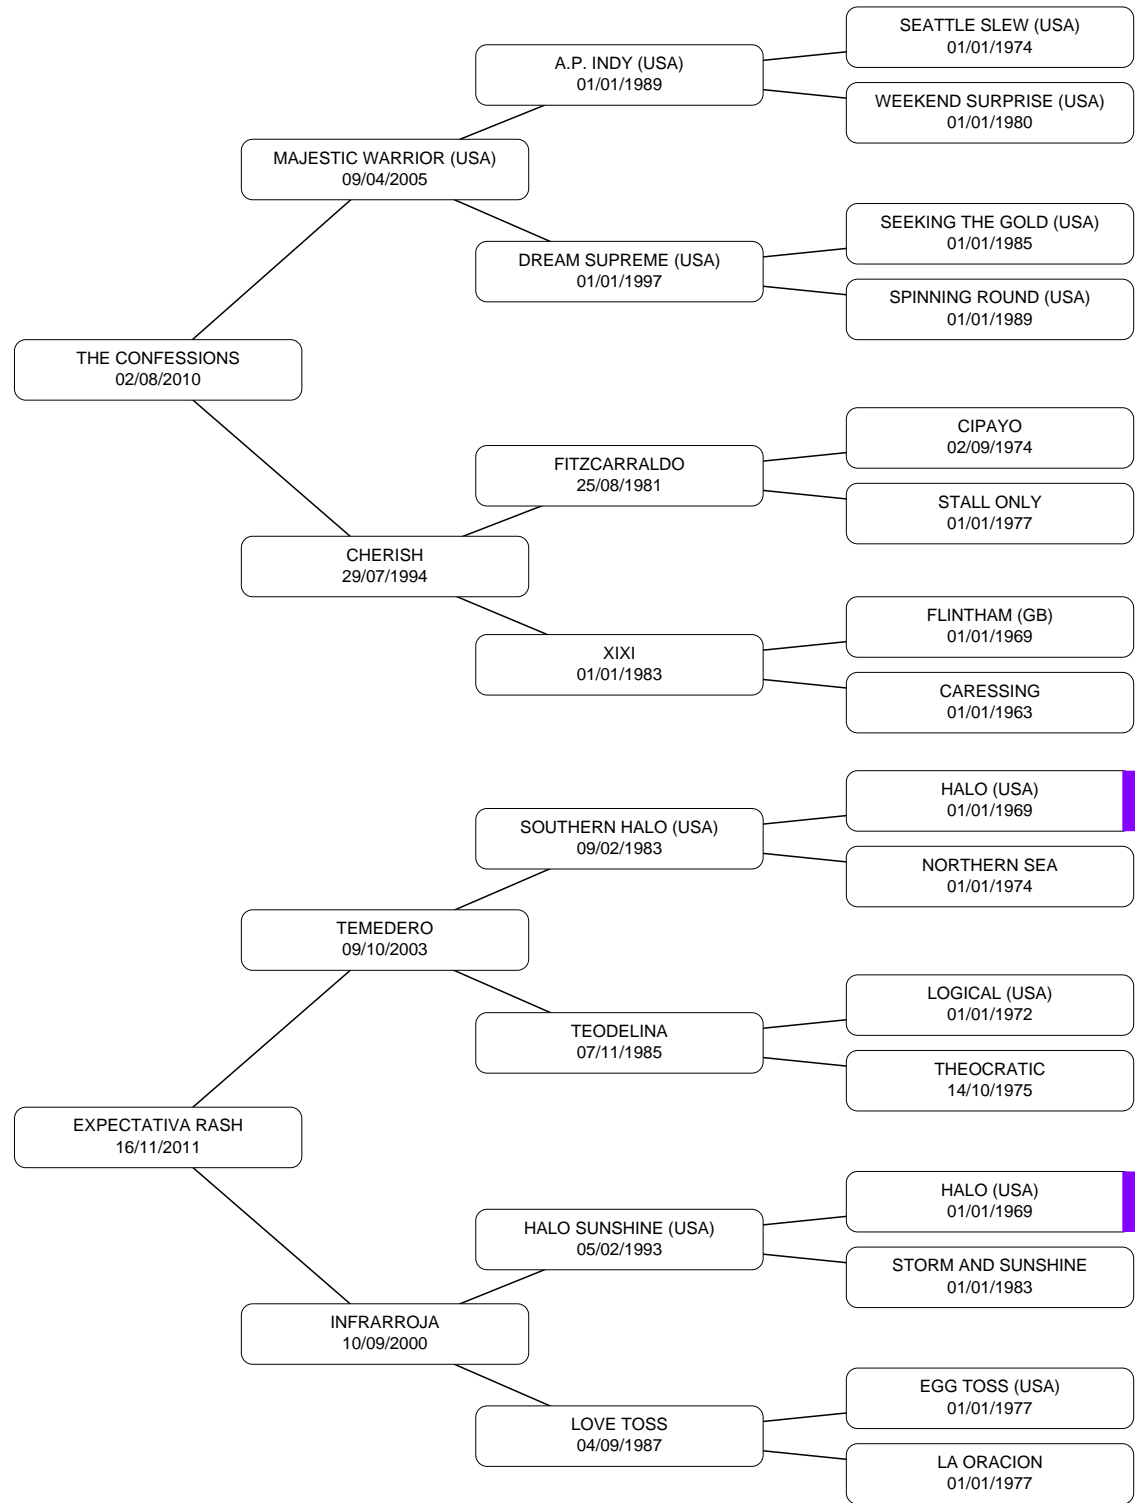 SEATTLE SLEW (USA)
01/01/1974
A.P. INDY (USA)
01/01/1989
WEEKEND SURPRISE (USA)
01/01/1980
MAJESTIC WARRIOR (USA)
09/04/2005
SEEKING THE GOLD (USA)
01/01/1985
DREAM SUPREME (USA)
01/01/1997
SPINNING ROUND (USA)
01/01/1989
THE CONFESSIONS
02/08/2010
CIPAYO
02/09/1974
FITZCARRALDO
25/08/1981
STALL ONLY
01/01/1977
CHERISH
29/07/1994
FLINTHAM (GB)
01/01/1969
XIXI
01/01/1983
CARESSING
01/01/1963
HALO (USA)
01/01/1969
SOUTHERN HALO (USA)
09/02/1983
NORTHERN SEA
01/01/1974
TEMEDERO
09/10/2003
LOGICAL (USA)
01/01/1972
TEODELINA
07/11/1985
THEOCRATIC
14/10/1975
EXPECTATIVA RASH
16/11/2011
HALO (USA)
01/01/1969
HALO SUNSHINE (USA)
05/02/1993
STORM AND SUNSHINE
01/01/1983
INFRARROJA
10/09/2000
EGG TOSS (USA)
01/01/1977
LOVE TOSS
04/09/1987
LA ORACION
01/01/1977